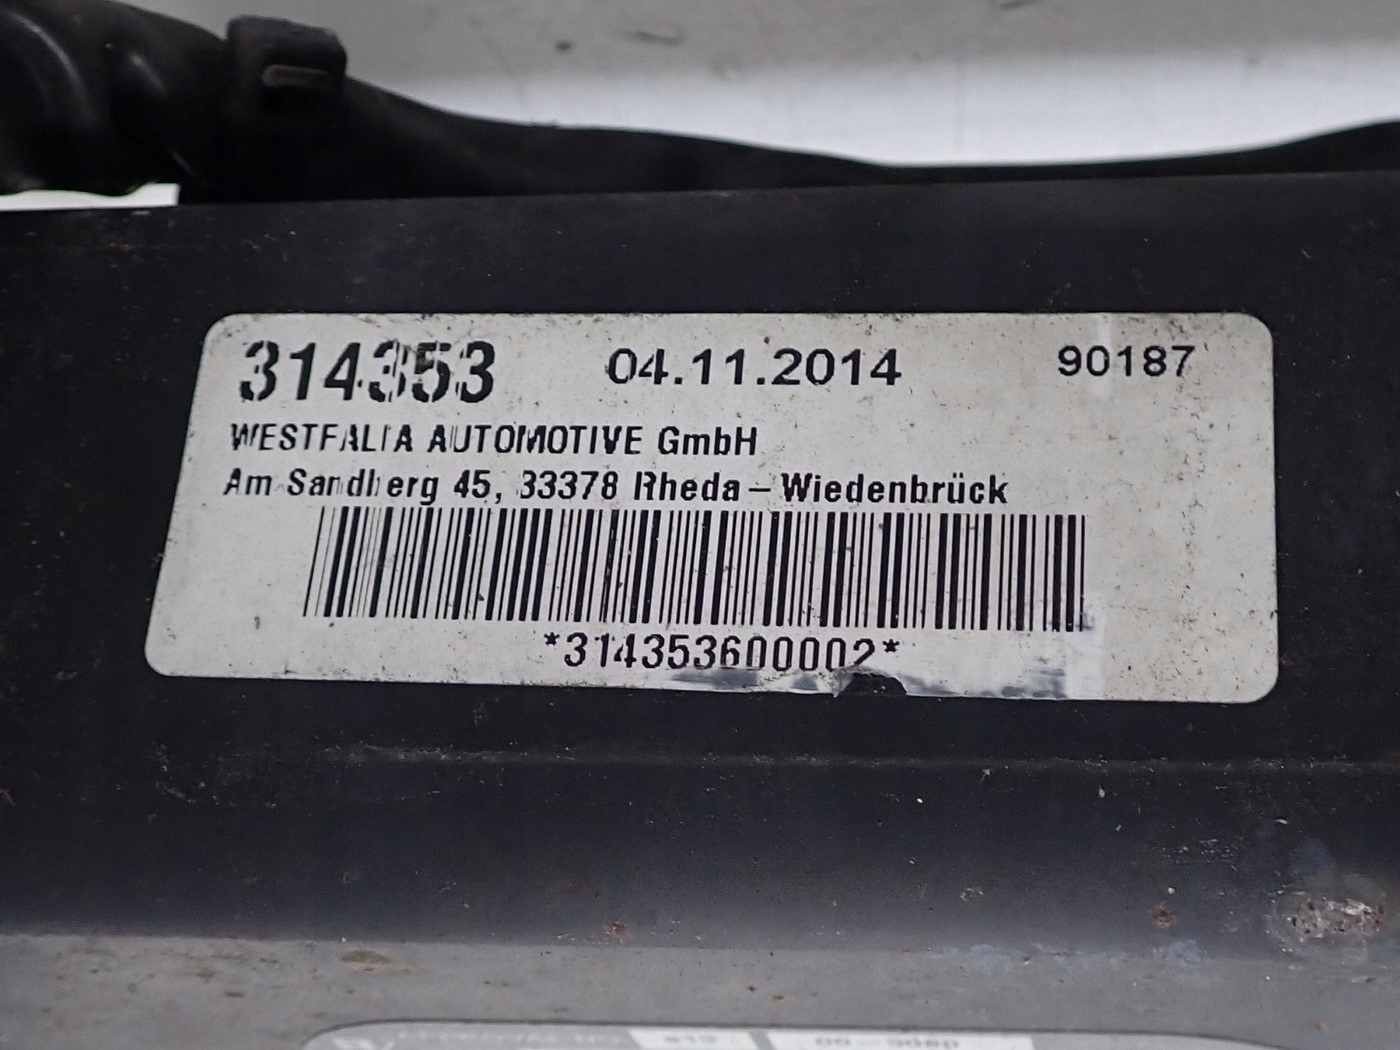 314353 04.11.2014 90187
WESTFALIA AUTOMOTIVE GmbH
Am Sandberg 45, 33378 Rheda-Wiedenbrück
*314353600002*